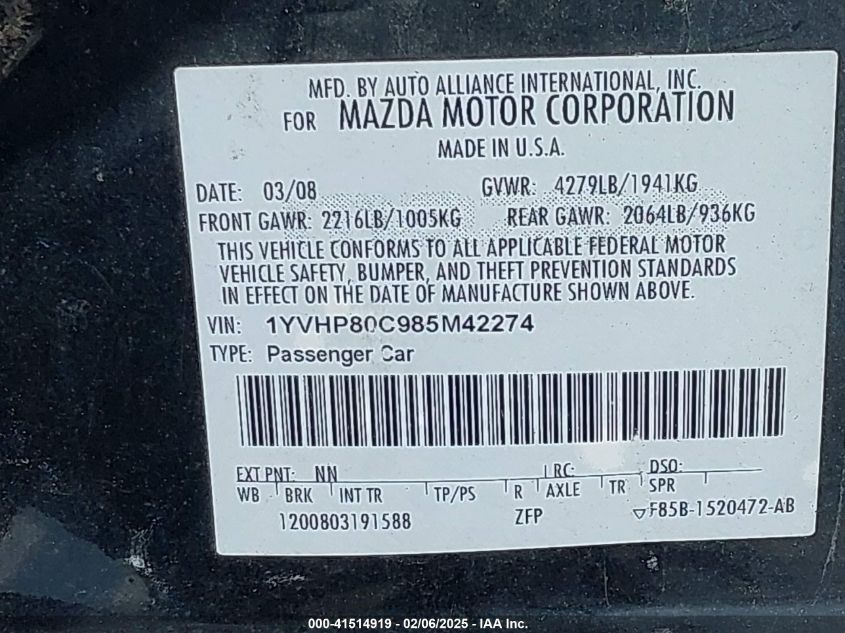 MFD. BY AUTO ALLIANCE INTERNATIONAL, INC.
FOR MAZDA MOTOR CORPORATION
MADE IN U.S.A.
DATE: 03/08 GVWR: 4279LB/1941KG
FRONT GAWR: 2216LB/1005KG REAR GAWR: 2064LB/936KG
THIS VEHICLE CONFORMS TO ALL APPLICABLE FEDERAL MOTOR
VEHICLE SAFETY, BUMPER, AND THEFT PREVENTION STANDARDS
IN EFFECT ON THE DATE OF MANUFACTURE SHOWN ABOVE.
VIN: 1YVHP80C985M42274
TYPE: Passenger Car
EXT PNT: NN LRC: DSO:
WB BRK INT TR TP/PS R AXLE TR SPR
1200803191588 ZFP F85B-1520472-AB
000-41514919 - 02/06/2025 - IAA Inc.